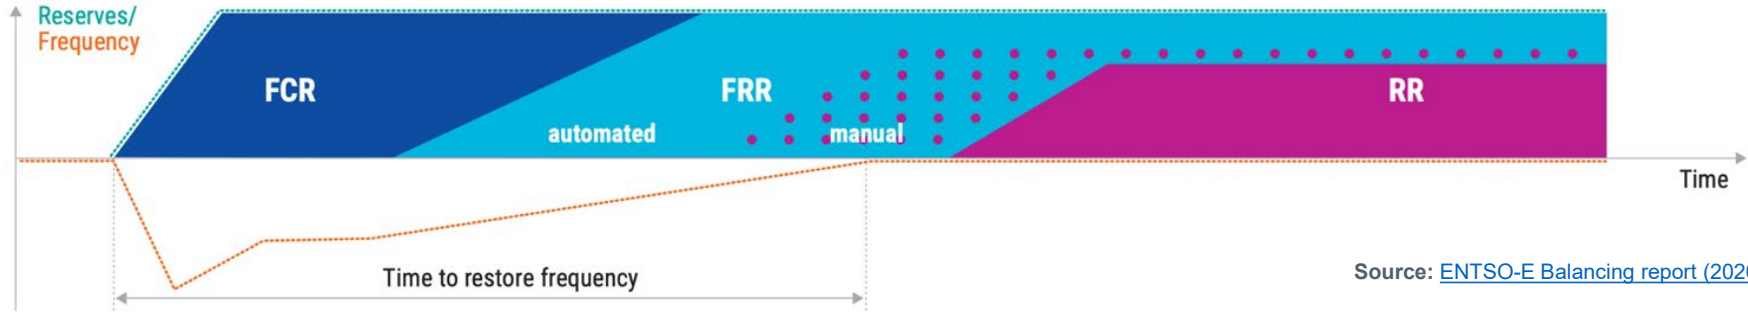 Reserves/
Frequency
FCR
FRR
RR
automated
manual
Time
Time to restore frequency
Source: ENTSO-E Balancing report (202